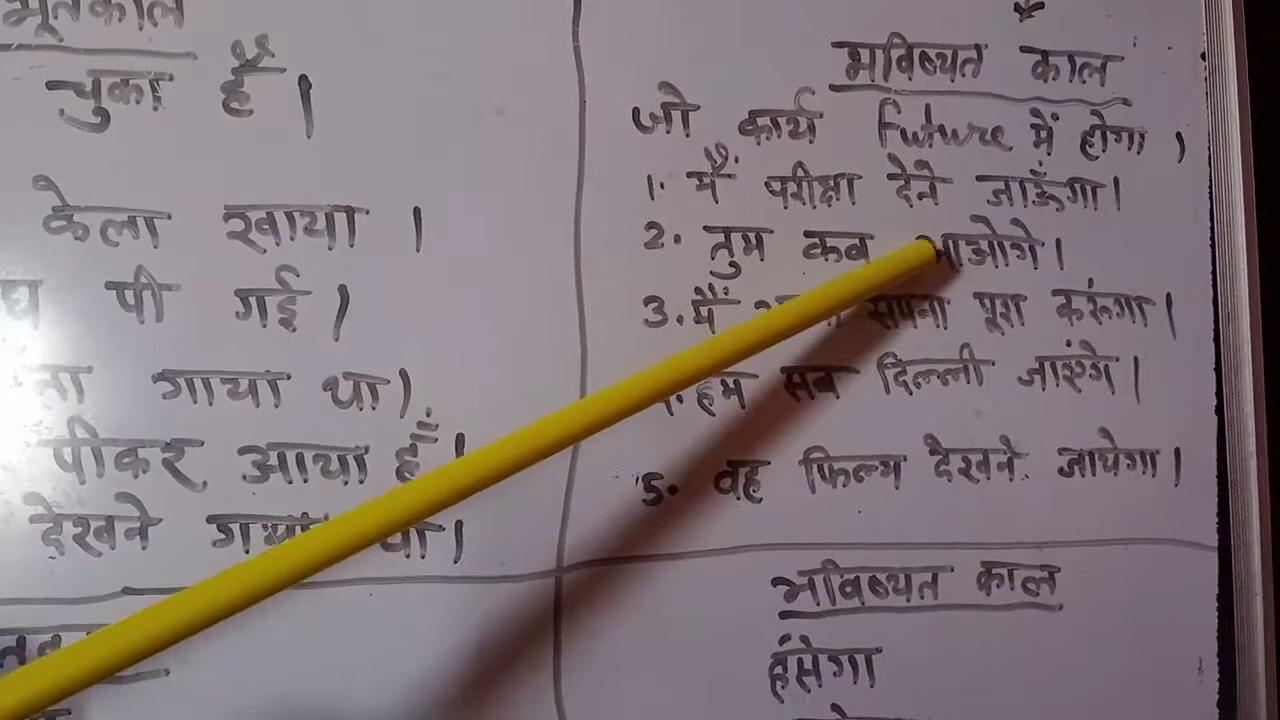 भूतकाल
चुका है।
केला खाया ।
पी गई।
गाया था।
पीकर आया हूँ।
देखने गया था।
भविष्यत काल
जो कार्य future में होगा ,
1. मैं परीक्षा देने जाऊँगा।
2. तुम कब आओगे।
3. मैं सपना पूरा करूंगा।
हम सब दिल्ली जाएंगे।
5. वह फिल्म देखने जायेगा।
भविष्यत काल
हंसेगा